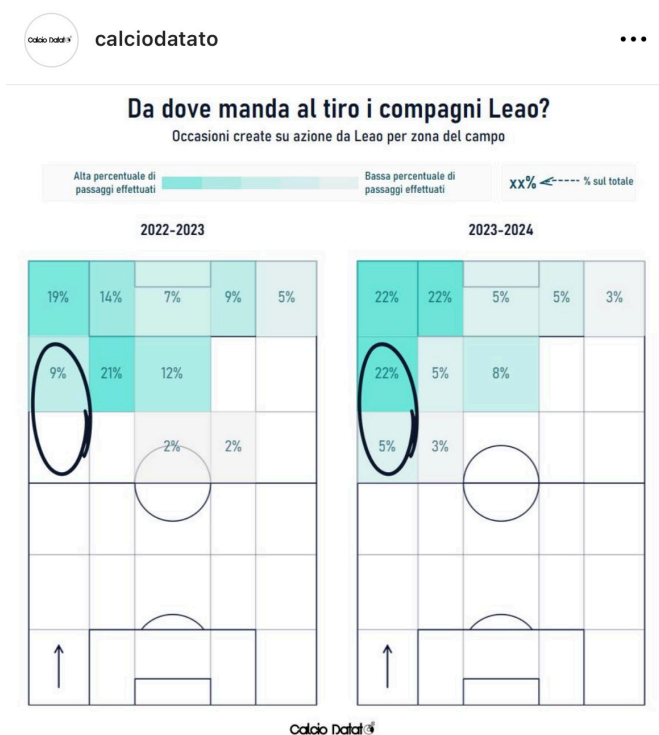 Calcio Datato
calciodatato
Da dove manda al tiro i compagni Leao?
Occasioni create su azione da Leao per zona del campo
Alta percentuale di
passaggi effettuati
Bassa percentuale di
passaggi effettuati
xx%
% sul totale
2022-2023
19% 14% 7% 9% 5%
9% 21% 12%
2% 2%
2023-2024
22% 22% 5% 5% 3%
22% 5% 8%
5% 3%
Calcio Datato